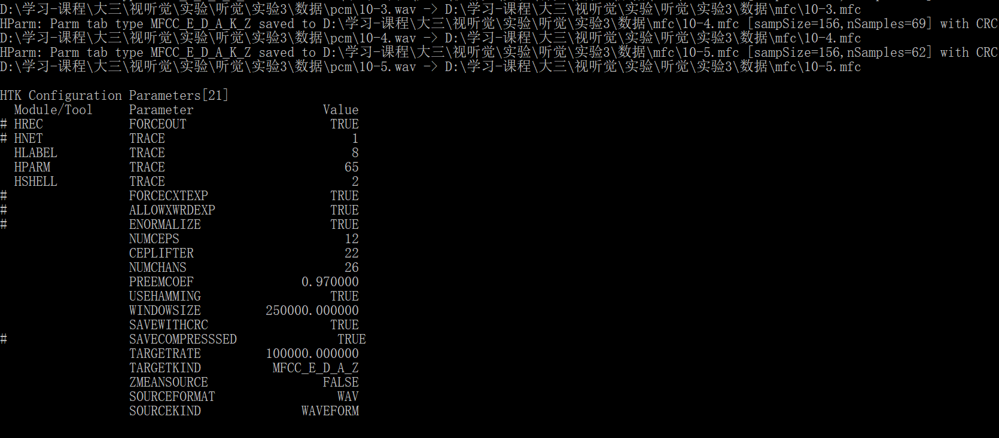 D:\学习-课程\大三\视听觉\实验\听觉\实验3\数据\pcm\10-3.wav -> D:\学习-课程\大三\视听觉\实验\听觉\实验3\数据\mfc\10-3.mfc
HParm: Parm tab type MFCC_E_D_A_K_Z saved to D:\学习-课程\大三\视听觉\实验\听觉\实验3\数据\mfc\10-4.mfc [sampSize=156,nSamples=69] with CRC
D:\学习-课程\大三\视听觉\实验\听觉\实验3\数据\pcm\10-4.wav -> D:\学习-课程\大三\视听觉\实验\听觉\实验3\数据\mfc\10-4.mfc
HParm: Parm tab type MFCC_E_D_A_K_Z saved to D:\学习-课程\大三\视听觉\实验\听觉\实验3\数据\mfc\10-5.mfc [sampSize=156,nSamples=62] with CRC
D:\学习-课程\大三\视听觉\实验\听觉\实验3\数据\pcm\10-5.wav -> D:\学习-课程\大三\视听觉\实验\听觉\实验3\数据\mfc\10-5.mfc
HTK Configuration Parameters[21]
Module/Tool Parameter Value
# HREC FORCEOUT TRUE
# HNET TRACE 1
HLABEL TRACE 8
HPARM TRACE 65
HSHELL TRACE 2
# FORCECXTEXP TRUE
# ALLOWXWRDEXP TRUE
# ENORMALIZE TRUE
NUMCEPS 12
CEPLIFTER 22
NUMCHANS 26
PREEMCOEF 0.970000
USEHAMMING TRUE
WINDOWSIZE 250000.000000
SAVEWITHCRC TRUE
# SAVECOMPRESSSED TRUE
TARGETRATE 100000.000000
TARGETKIND MFCC_E_D_A_Z
ZMEANSOURCE FALSE
SOURCEFORMAT WAV
SOURCEKIND WAVEFORM